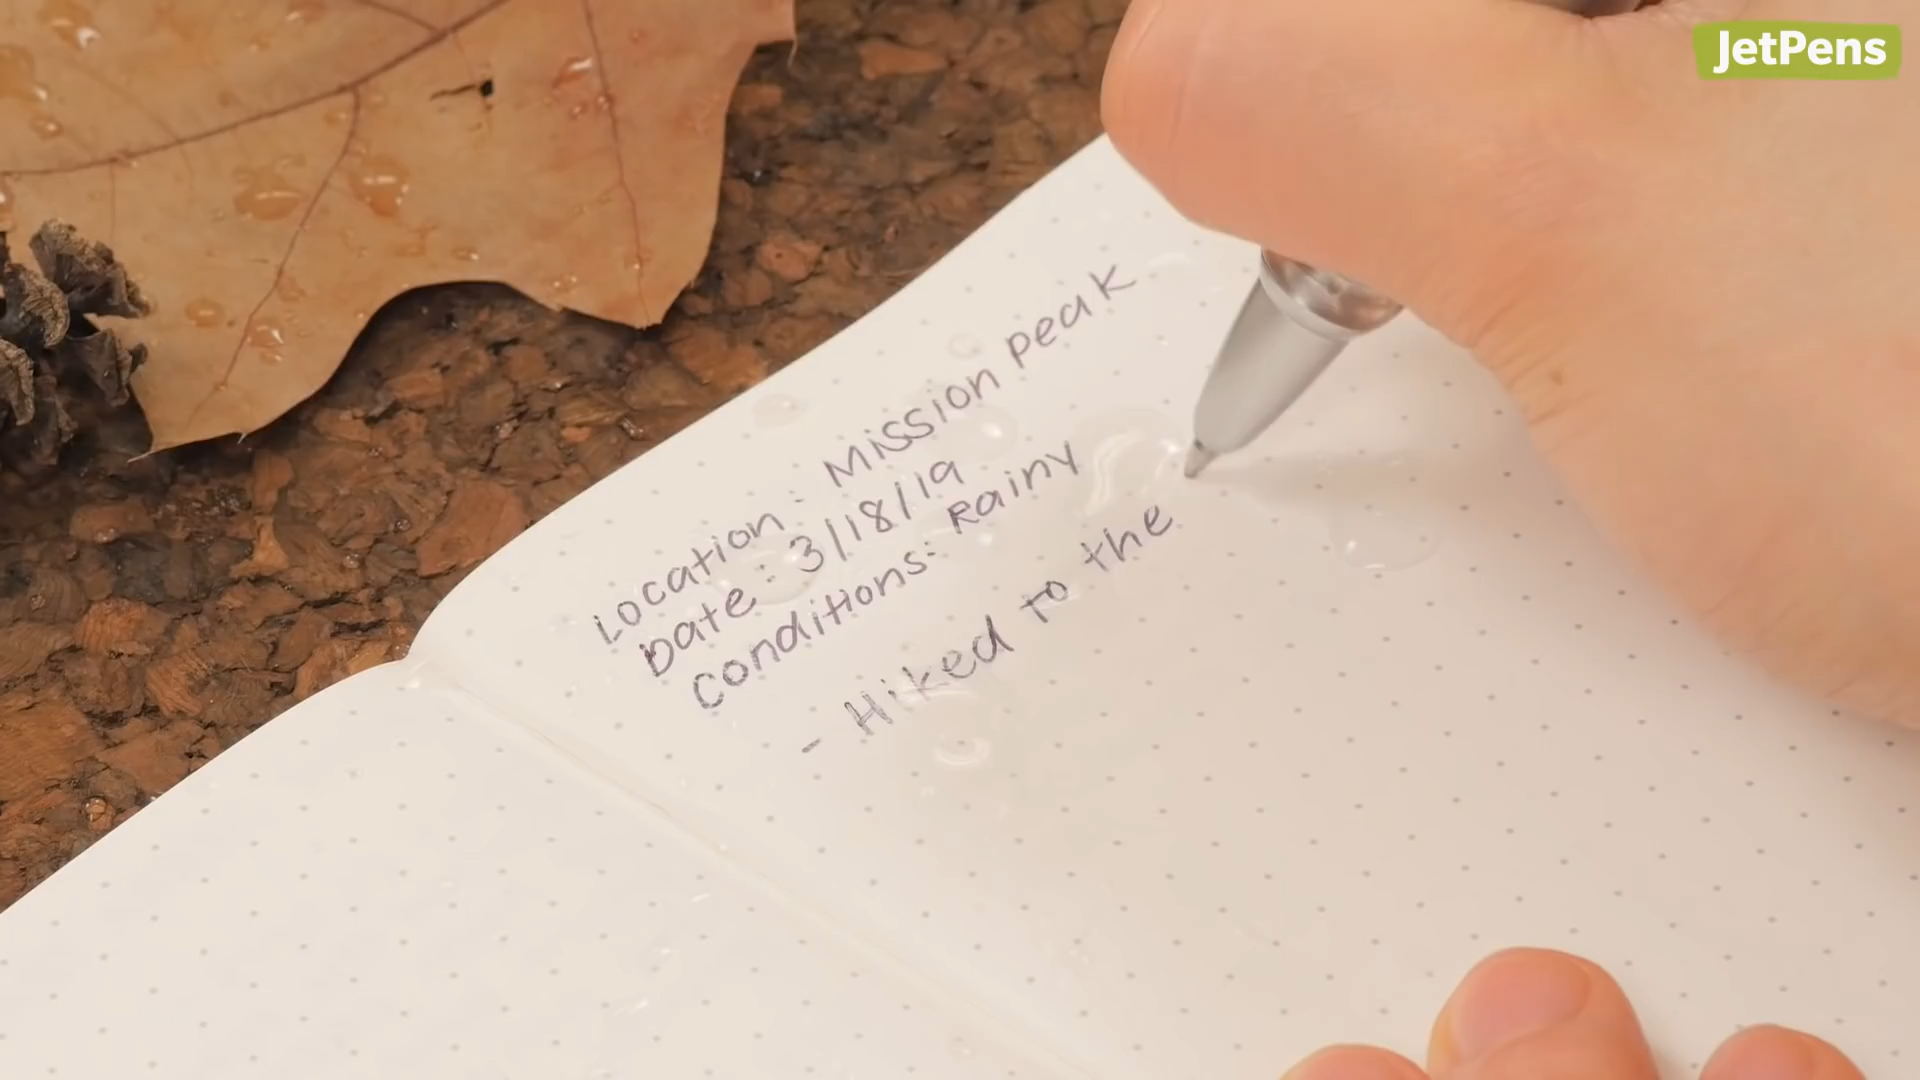 JetPens
Location: Mission peak
Date: 3/18/19
Conditions: Rainy
- Hiked to the